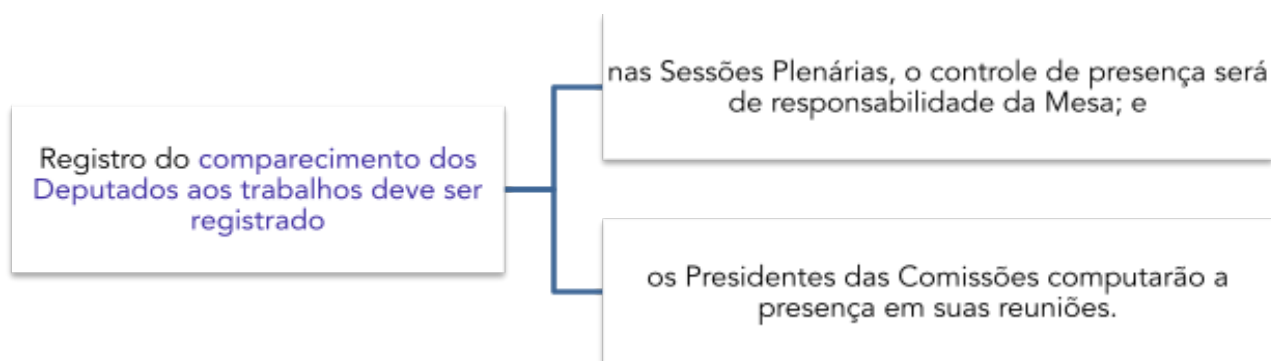 Registro do comparecimento dos
Deputados aos trabalhos deve ser
registrado
nas Sessões Plenárias, o controle de presença será
de responsabilidade da Mesa; e
os Presidentes das Comissões computarão a
presença em suas reuniões.